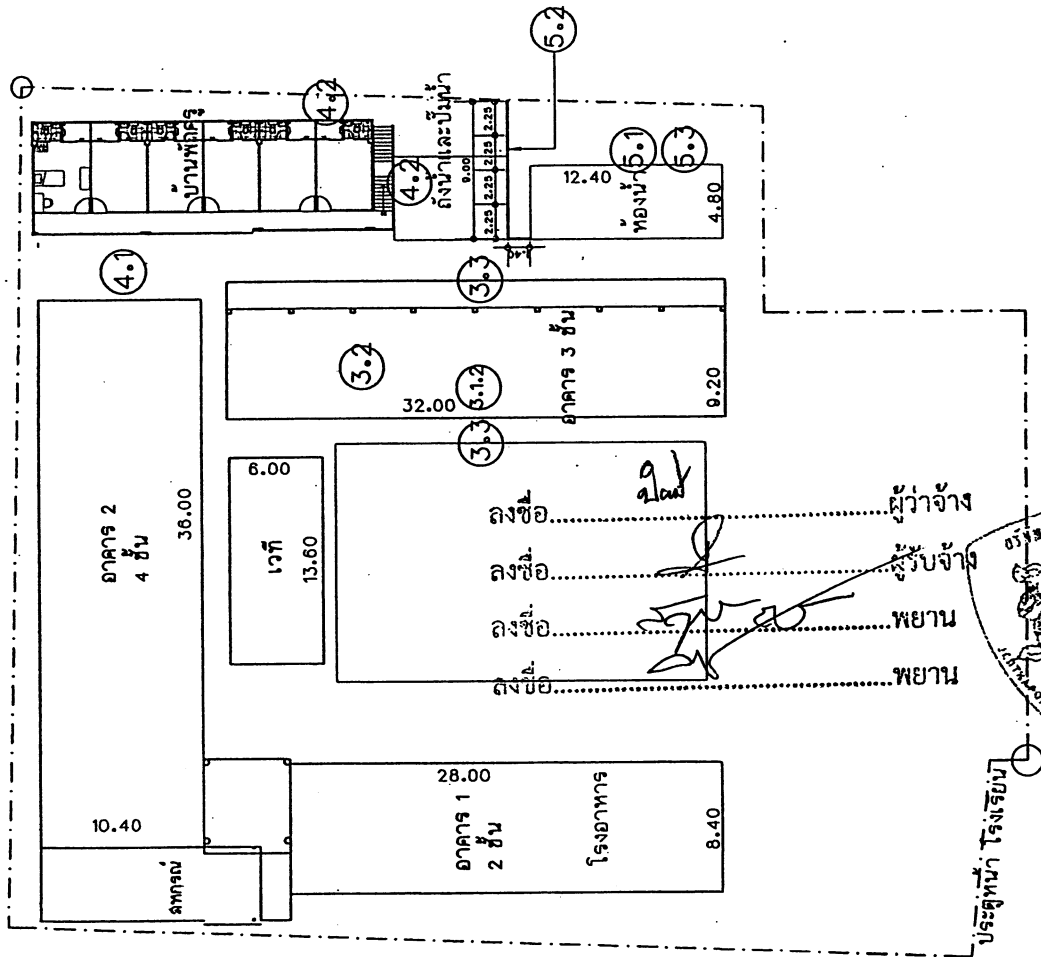 5.2
4.2
บ้านพักครู
4.2
ถังน้ำและปั๊มน้ำ
9.00
2.25
2.25
2.25
2.25
12.40
5.1
5.3
ห้องน้ำ
4.80
1.40
4.1
3.3
3.2
อาคาร 3 ชั้น
3.1.2
32.00
9.20
3.3
6.00
เวที
13.60
36.00
อาคาร 2
4 ชั้น
ลงชื่อ....................ผู้ว่าจ้าง
ลงชื่อ....................ผู้รับจ้าง
ลงชื่อ....................พยาน
ลงชื่อ....................พยาน
10.40
สหกรณ์
28.00
อาคาร 1
2 ชั้น
โรงอาหาร
8.40
ประตูหน้า โรงเรียน